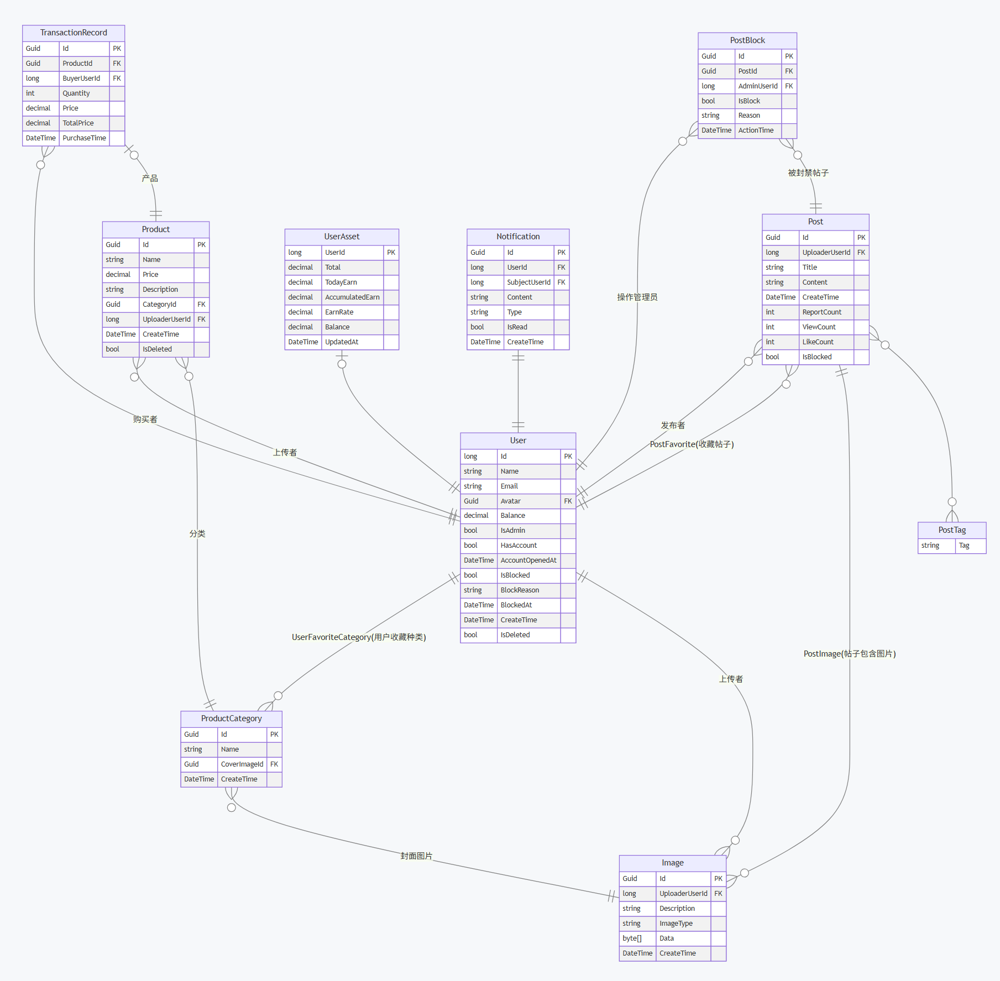 TransactionRecord
Guid Id PK
Guid ProductId FK
long BuyerUserId FK
int Quantity
decimal Price
decimal TotalPrice
DateTime PurchaseTime
PostBlock
Guid Id PK
Guid PostId FK
long AdminUserId FK
bool IsBlock
string Reason
DateTime ActionTime
产品
被封禁帖子
Product
Guid Id PK
string Name
decimal Price
string Description
Guid CategoryId FK
long UploaderUserId FK
DateTime CreateTime
bool IsDeleted
UserAsset
long UserId PK
decimal Total
decimal TodayEarn
decimal AccumulatedEarn
decimal EarnRate
decimal Balance
DateTime UpdatedAt
Notification
Guid Id PK
long UserId FK
long SubjectUserId FK
string Content
string Type
bool IsRead
DateTime CreateTime
操作管理员
Post
Guid Id PK
long UploaderUserId FK
string Title
string Content
DateTime CreateTime
int ReportCount
int ViewCount
int LikeCount
bool IsBlocked
购买者
上传者
发布者
PostFavorite(收藏帖子)
User
long Id PK
string Name
string Email
Guid Avatar FK
decimal Balance
bool IsAdmin
bool HasAccount
DateTime AccountOpenedAt
bool IsBlocked
string BlockReason
DateTime BlockedAt
DateTime CreateTime
bool IsDeleted
分类
PostTag
string Tag
UserFavoriteCategory(用户收藏种类)
PostImage(帖子包含图片)
上传者
ProductCategory
Guid Id PK
string Name
Guid CoverImageId FK
DateTime CreateTime
封面图片
Image
Guid Id PK
long UploaderUserId FK
string Description
string ImageType
byte[] Data
DateTime CreateTime